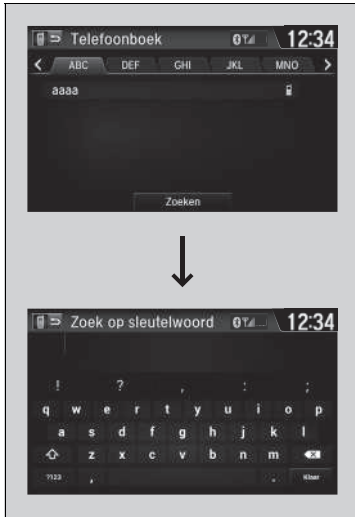 Telefoonboek 12:34
< ABC DEF GHI JKL MNO >
aaaa
Zoeken
Zoek op sleutelwoord 12:34
! ? , : ;
q w e r t y u i o p
a s d f g h j k l
z x c v b n m
?123 , . Klaar